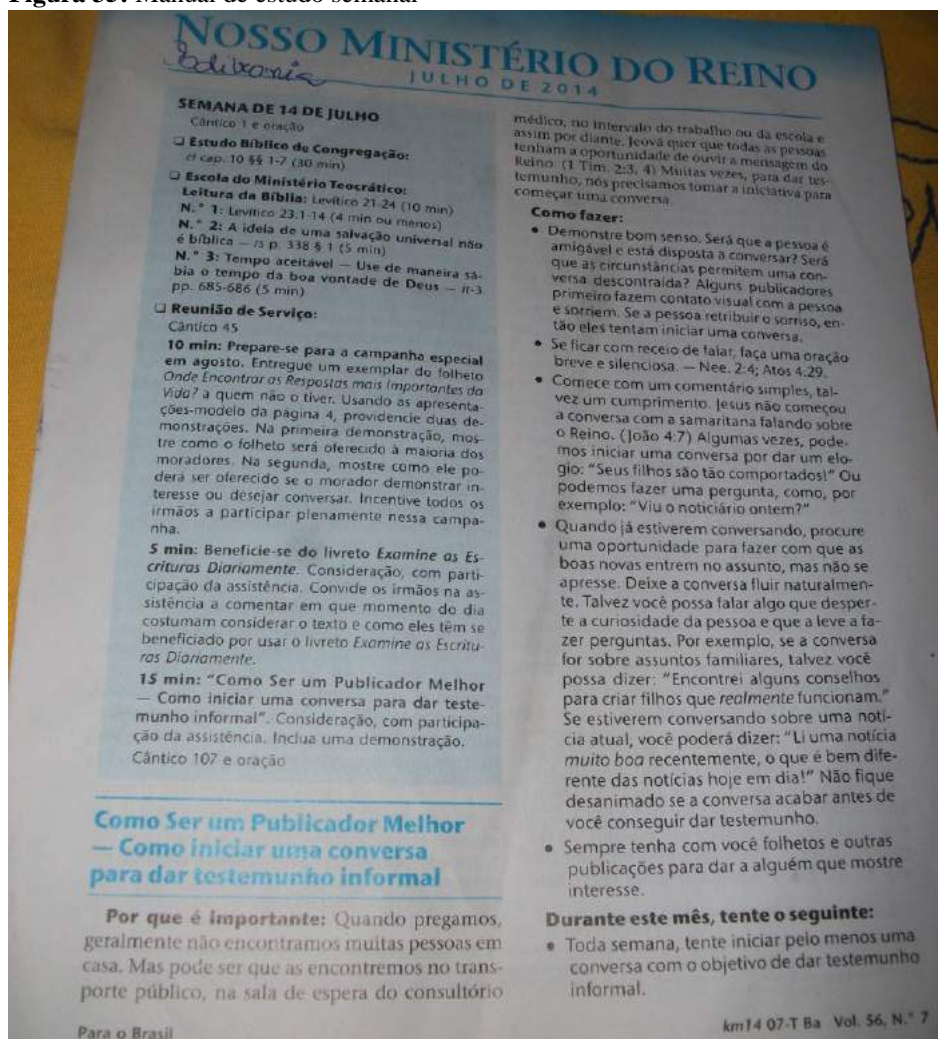 Figura 33: Manual de estudo semanal
NOSSO MINISTÉRIO DO REINO
JULHO DE 2014
SEMANA DE 14 DE JULHO
Cântico 1 e oração
❑ Estudo Bíblico de Congregação:
cf cap. 10 §§ 1-7 (30 min)
❑ Escola do Ministério Teocrático:
Leitura da Bíblia: Levítico 21-24 (10 min)
N.° 1: Levítico 23:1-14 (4 min ou menos)
N.° 2: A ideia de uma salvação universal não
é bíblica — rs p. 338 § 1 (5 min)
N.° 3: Tempo aceitável — Use de maneira sá-
bia o tempo da boa vontade de Deus — it-3
pp. 685-686 (5 min)
❑ Reunião de Serviço:
Cântico 45
10 min: Prepare-se para a campanha especial
em agosto. Entregue um exemplar do folheto
Onde Encontrar as Respostas mais Importantes da
Vida? a quem não o tiver. Usando as apresenta-
ções-modelo da página 4, providencie duas de-
monstrações. Na primeira demonstração, mos-
tre como o folheto será oferecido à maioria dos
moradores. Na segunda, mostre como ele po-
derá ser oferecido se o morador demonstrar in-
teresse ou desejar conversar. Incentive todos os
irmãos a participar plenamente nessa campa-
nha.
5 min: Beneficie-se do livreto Examine as Es-
crituras Diariamente. Consideração, com parti-
cipação da assistência. Convide os irmãos na as-
sistência a comentar em que momento do dia
costumam considerar o texto e como eles têm se
beneficiado por usar o livreto Examine as Escritu-
ras Diariamente.
15 min: “Como Ser um Publicador Melhor
— Como iniciar uma conversa para dar teste-
munho informal”. Consideração, com participa-
ção da assistência. Inclua uma demonstração.
Cântico 107 e oração
Como Ser um Publicador Melhor
— Como iniciar uma conversa
para dar testemunho informal
Por que é importante: Quando pregamos,
geralmente não encontramos muitas pessoas em
casa. Mas pode ser que as encontremos no trans-
porte público, na sala de espera do consultório
Para o Brasil
médico, no intervalo do trabalho ou da escola e
assim por diante. Jeová quer que todas as pessoas
tenham a oportunidade de ouvir a mensagem do
Reino. (1 Tim. 2:3, 4) Muitas vezes, para dar tes-
temunho, nós precisamos tomar a iniciativa para
começar uma conversa.
Como fazer:
● Demonstre bom senso. Será que a pessoa é
amigável e está disposta a conversar? Será
que as circunstâncias permitem uma con-
versa descontraída? Alguns publicadores
primeiro fazem contato visual com a pessoa
e sorriem. Se a pessoa retribuir o sorriso, en-
tão eles tentam iniciar uma conversa.
● Se ficar com receio de falar, faça uma oração
breve e silenciosa. — Nee. 2:4; Atos 4:29.
● Comece com um comentário simples, tal-
vez um cumprimento. Jesus não começou
a conversa com a samaritana falando sobre
o Reino. (João 4:7) Algumas vezes, pode-
mos iniciar uma conversa por dar um elo-
gio: “Seus filhos são tão comportados!” Ou
podemos fazer uma pergunta, como, por
exemplo: “Viu o noticiário ontem?”
● Quando já estiverem conversando, procure
uma oportunidade para fazer com que as
boas novas entrem no assunto, mas não se
apresse. Deixe a conversa fluir naturalmen-
te. Talvez você possa falar algo que desper-
te a curiosidade da pessoa e que a leve a fa-
zer perguntas. Por exemplo, se a conversa
for sobre assuntos familiares, talvez você
possa dizer: “Encontrei alguns conselhos
para criar filhos que realmente funcionam.”
Se estiverem conversando sobre uma notí-
cia atual, você poderá dizer: “Li uma notícia
muito boa recentemente, o que é bem dife-
rente das notícias hoje em dia!” Não fique
desanimado se a conversa acabar antes de
você conseguir dar testemunho.
● Sempre tenha com você folhetos e outras
publicações para dar a alguém que mostre
interesse.
Durante este mês, tente o seguinte:
● Toda semana, tente iniciar pelo menos uma
conversa com o objetivo de dar testemunho
informal.
km14 07-T Ba Vol. 56, N.° 7